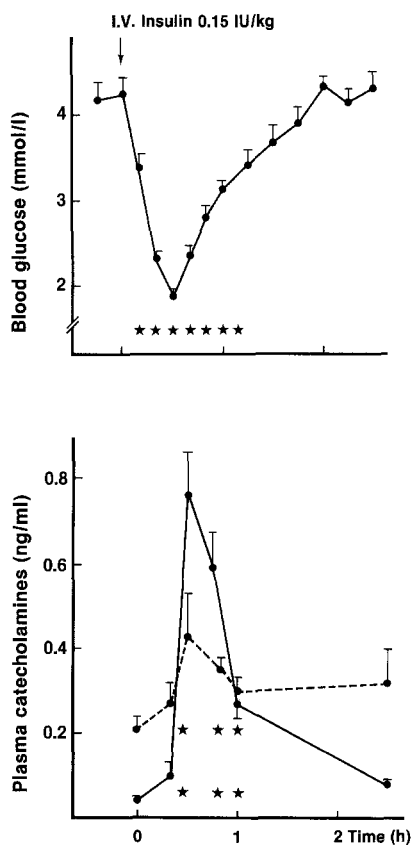 I.V. Insulin 0.15 IU/kg
Blood glucose (mmol/l)
4
3
2
★ ★ ★ ★ ★ ★ ★
Plasma catecholamines (ng/ml)
0.8
0.6
0.4
0.2
★ ★ ★
★ ★ ★
0 1 2 Time (h)